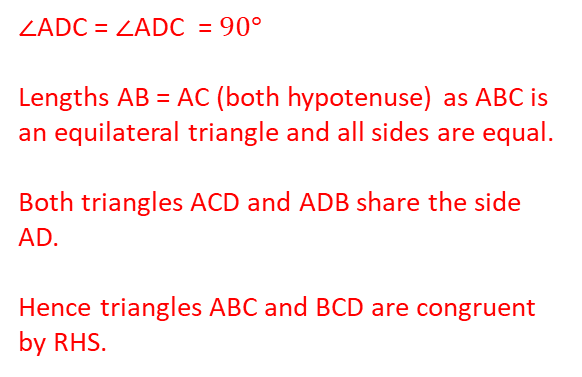 ∠ADC = ∠ADC = 90°
Lengths AB = AC (both hypotenuse) as ABC is
an equilateral triangle and all sides are equal.
Both triangles ACD and ADB share the side
AD.
Hence triangles ABC and BCD are congruent
by RHS.